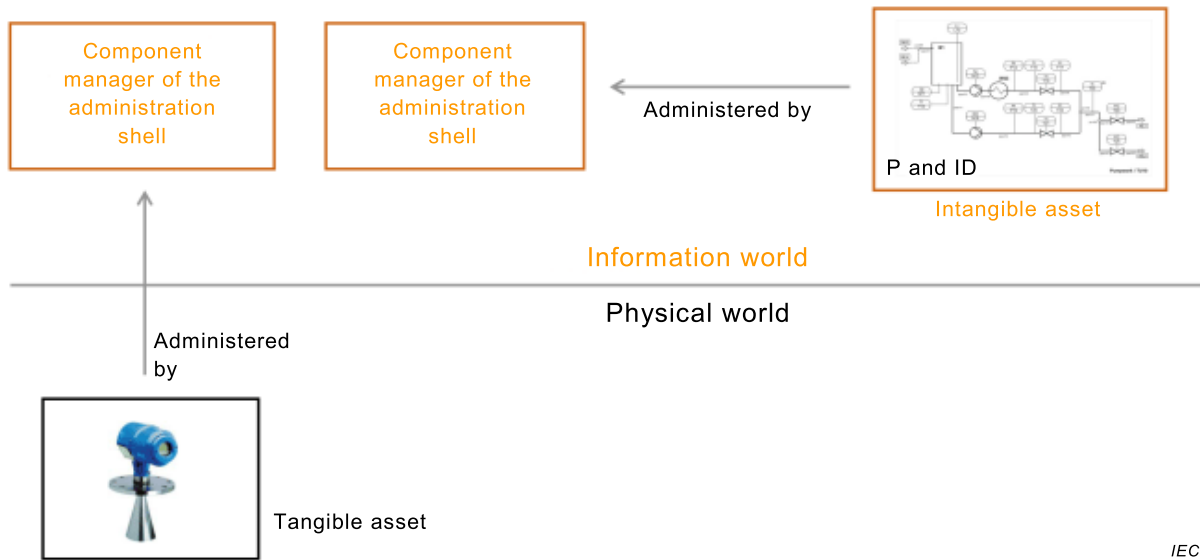 Component
manager of the
administration
shell
Component
manager of the
administration
shell
Administered by
P and ID
Intangible asset
Information world
Physical world
Administered
by
Tangible asset
IEC